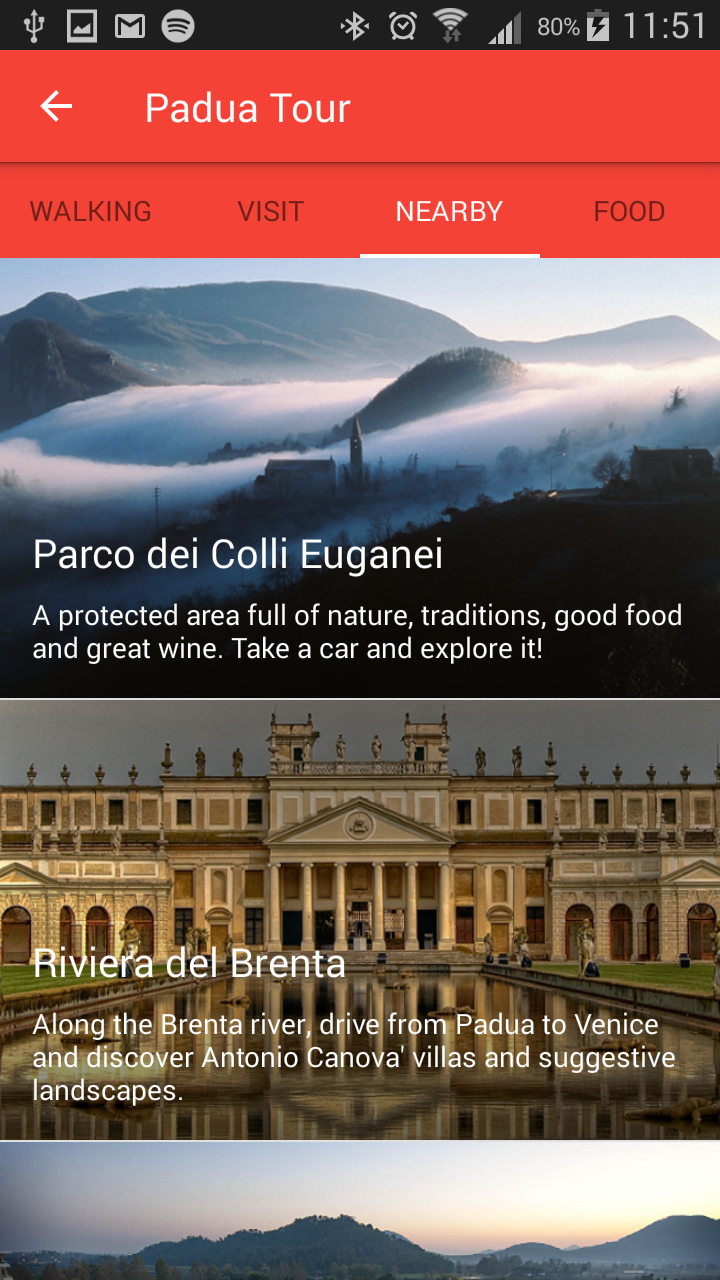 80% 11:51
Padua Tour
WALKING VISIT NEARBY FOOD
Parco dei Colli Euganei
A protected area full of nature, traditions, good food
and great wine. Take a car and explore it!
Riviera del Brenta
Along the Brenta river, drive from Padua to Venice
and discover Antonio Canova' villas and suggestive
landscapes.